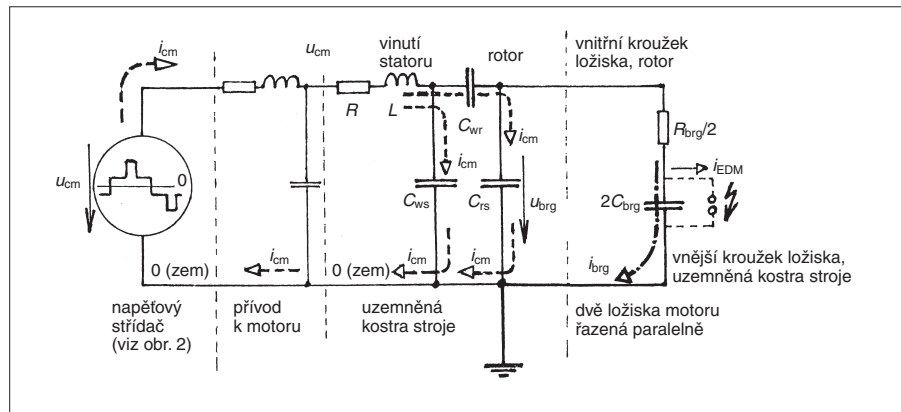 i_cm
u_cm
vinutí
statoru
rotor
vnitřní kroužek
ložiska, rotor
R
L
C_wr
i_cm
R_brg/2
i_EDM
u_cm
0
i_cm
C_ws
C_rs
u_brg
2C_brg
0 (zem)
i_cm
0 (zem)
i_cm
i_cm
i_brg
vnější kroužek ložiska,
uzemněná kostra stroje
napěťový
střídač
(viz obr. 2)
přívod
k motoru
uzemněná
kostra stroje
dvě ložiska motoru
řazená paralelně